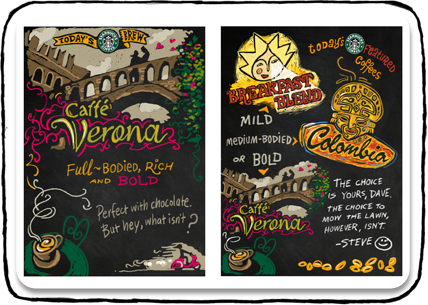 TODAY'S BREW
Caffé
Verona
FULL-BODIED, RICH
AND BOLD
Perfect with chocolate.
But hey, what isn't?
today's Featured
Coffees
BREAKFAST
BLEND
MILD
MEDIUM-BODIED
OR BOLD
Colombia
Caffé
Verona
THE CHOICE
IS YOURS, DAVE.
THE CHOICE TO
MOW THE LAWN,
HOWEVER, ISN'T.
-STEVE